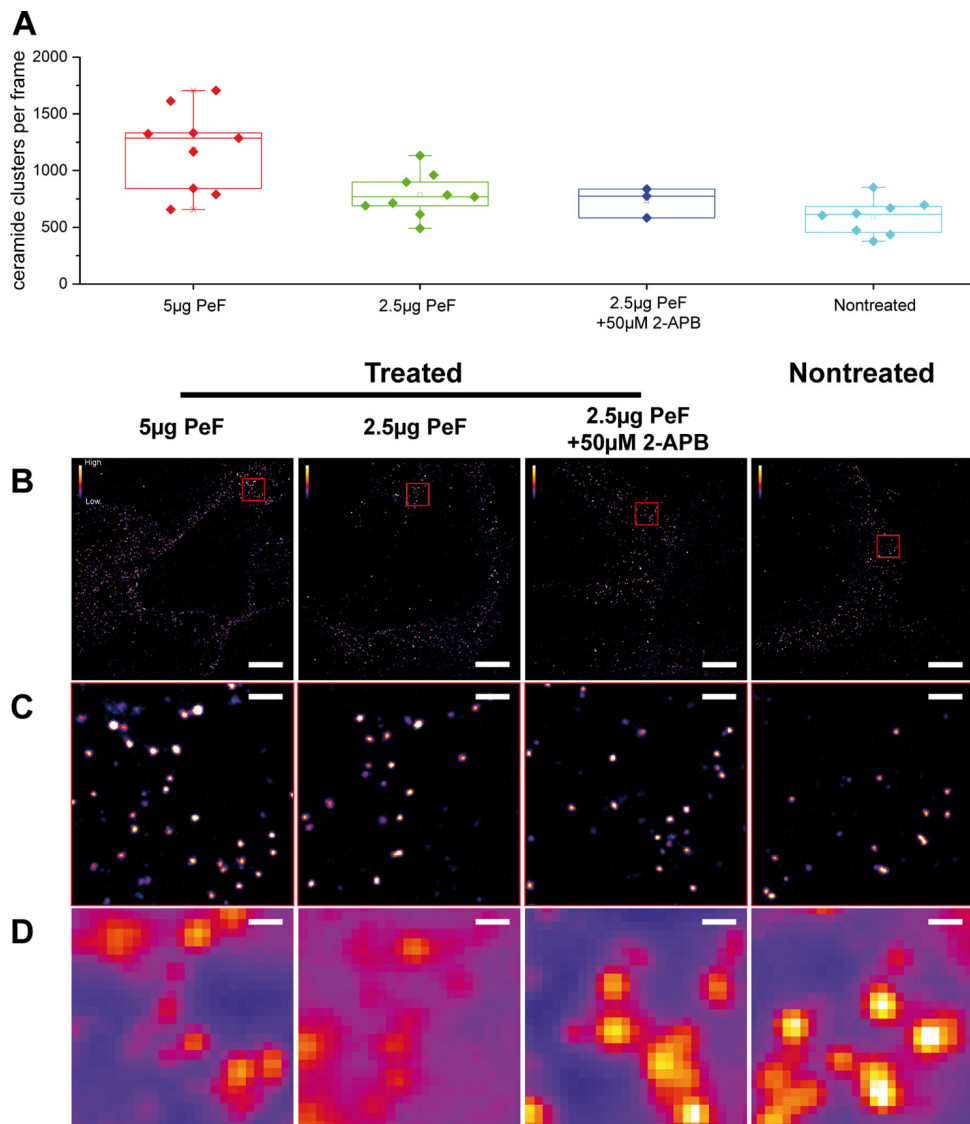 A
ceramide clusters per frame
2000
1500
1000
500
0
5µg PeF
2.5µg PeF
2.5µg PeF
+50µM 2-APB
Nontreated
Treated
Nontreated
5µg PeF
2.5µg PeF
2.5µg PeF
+50µM 2-APB
B
High
Low
C
D